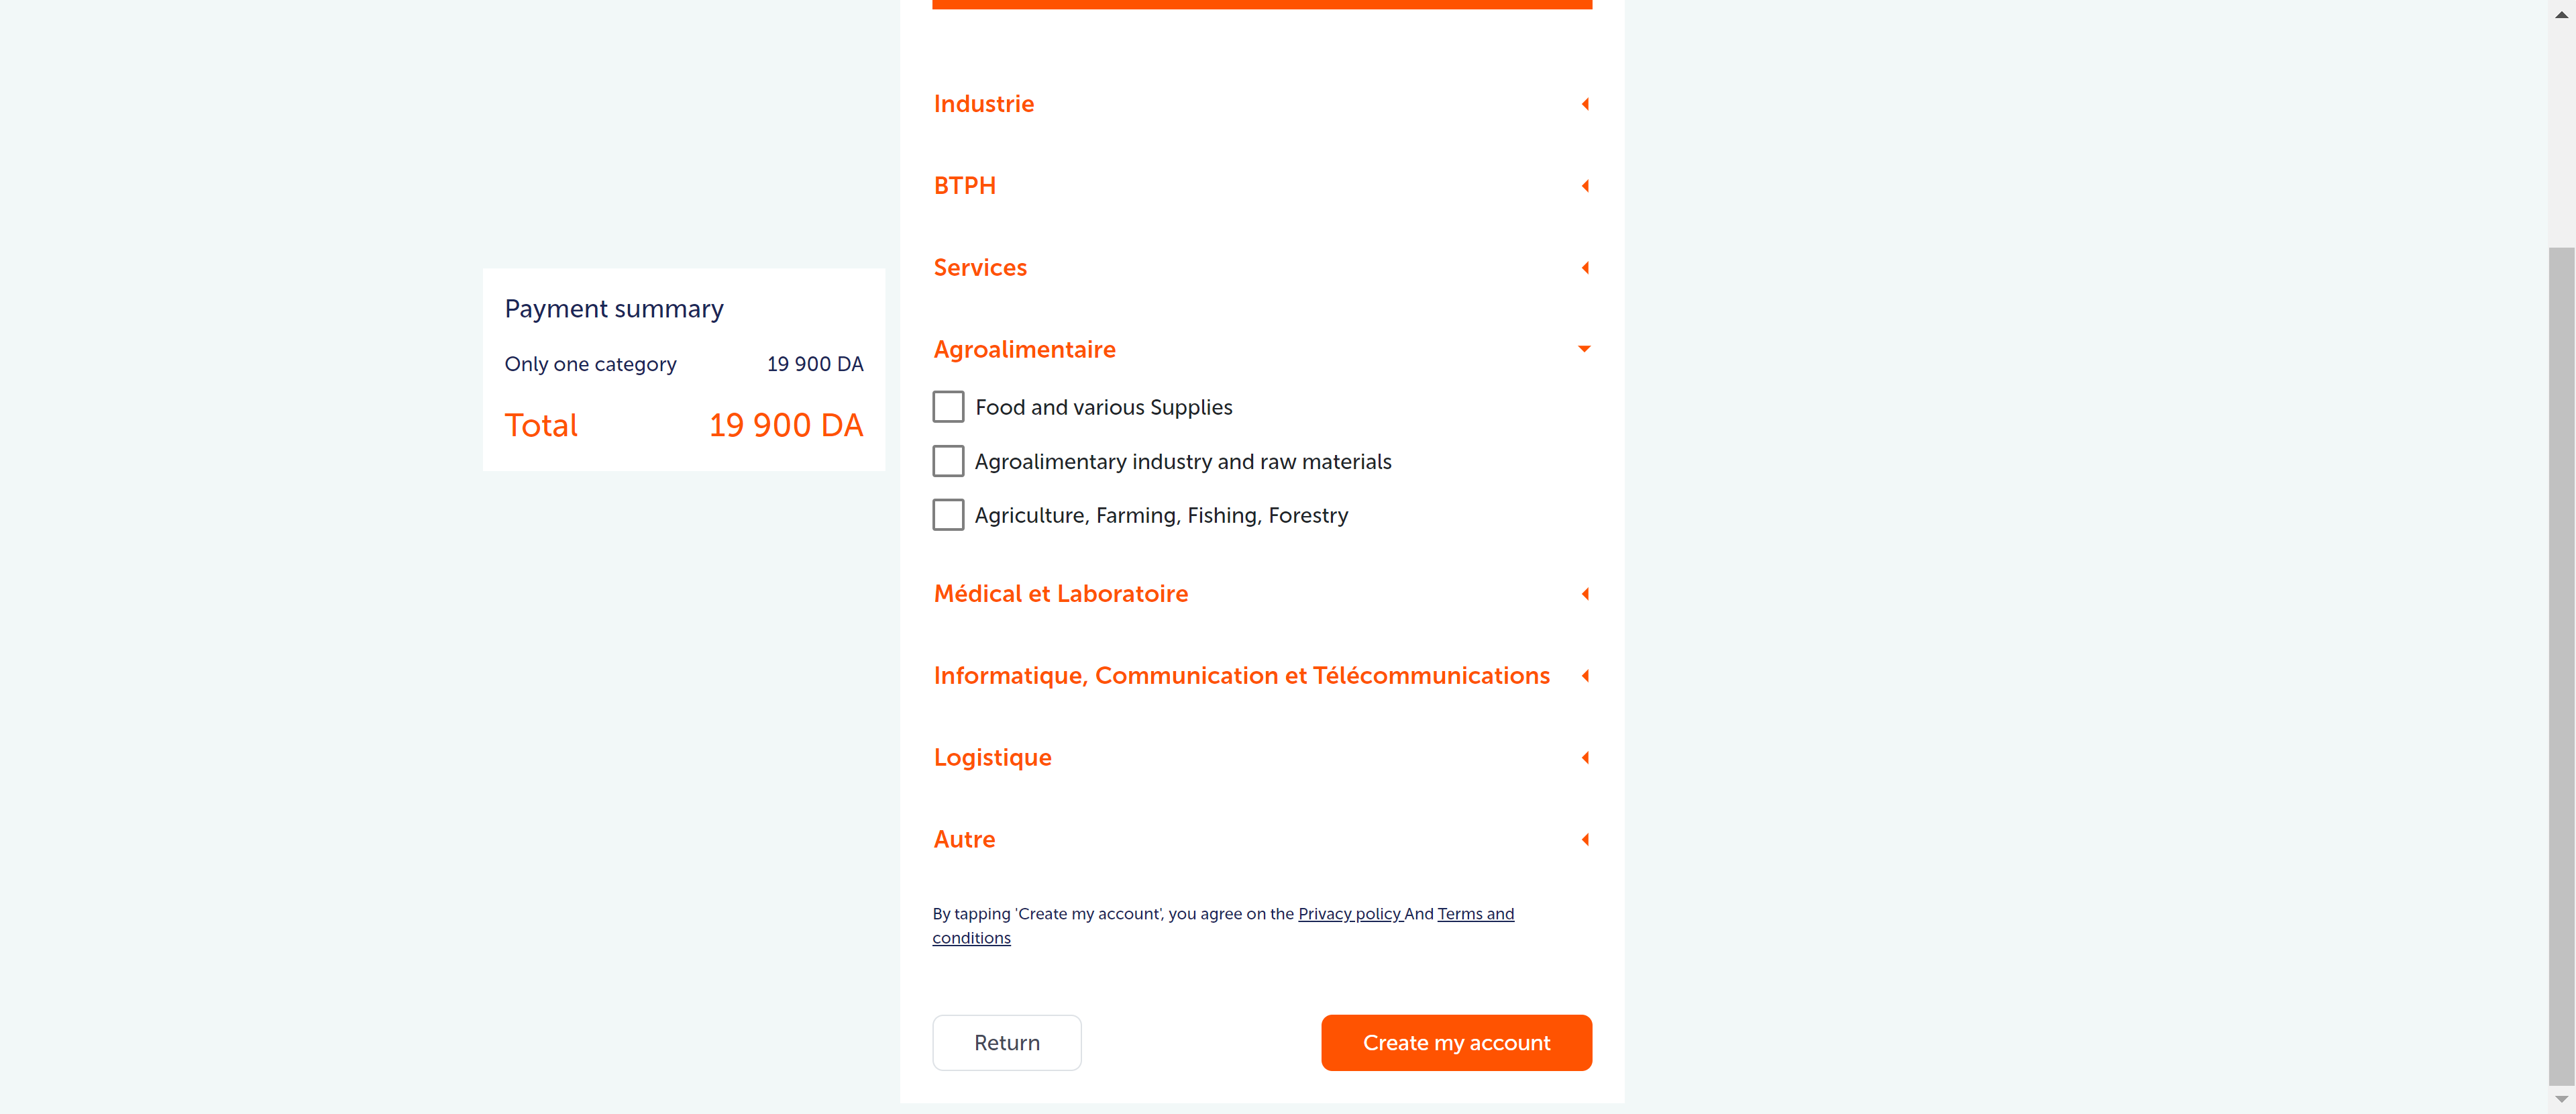 Payment summary
Only one category 19 900 DA
Total 19 900 DA
Industrie
BTPH
Services
Agroalimentaire
Food and various Supplies
Agroalimentary industry and raw materials
Agriculture, Farming, Fishing, Forestry
Médical et Laboratoire
Informatique, Communication et Télécommunications
Logistique
Autre
By tapping 'Create my account', you agree on the Privacy policy And Terms and
conditions
Return
Create my account